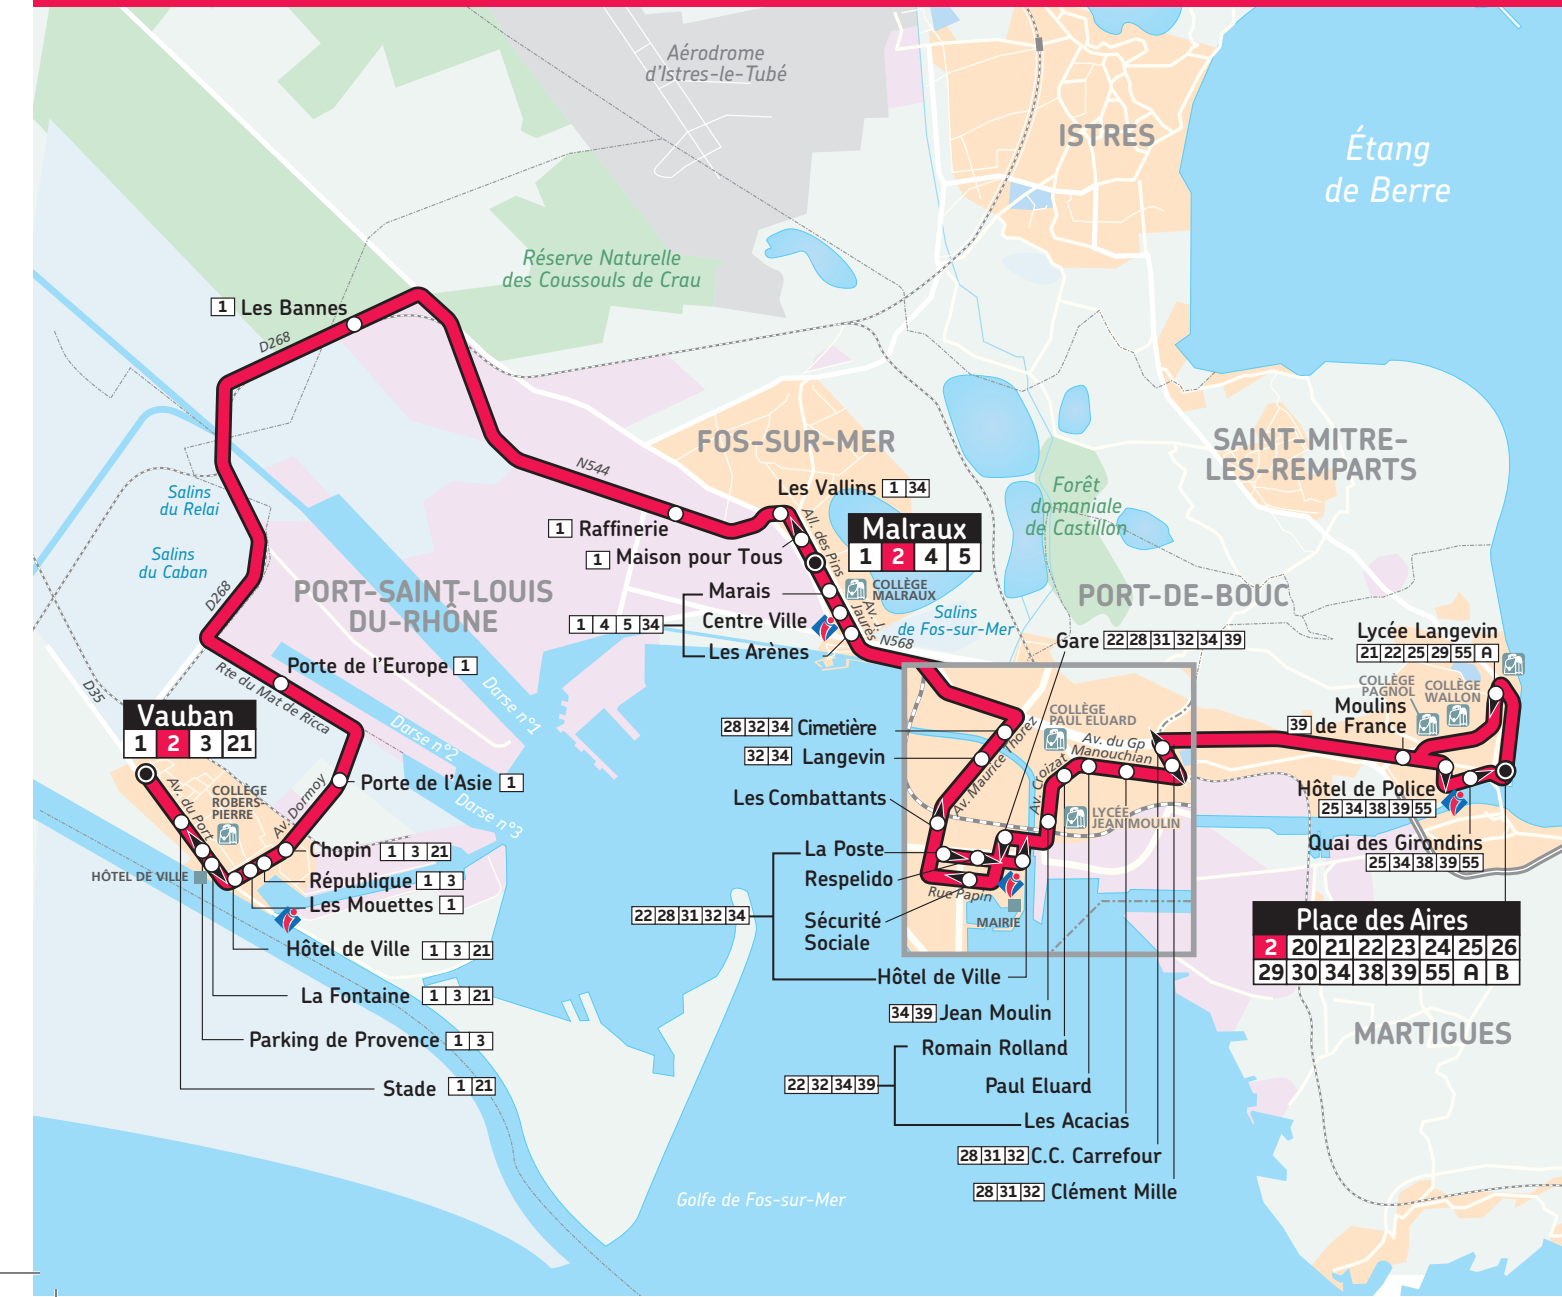 Aérodrome
d'Istres-le-Tubé
ISTRES
Étang
de Berre
Réserve Naturelle
des Coussouls de Crau
1 Les Bannes
D268
FOS-SUR-MER
SAINT-MITRE-
LES-REMPARTS
N544
Salins
du Relai
Les Vallins 1 34
Forêt
domaniale
de Castillon
1 Raffinerie
All. des Pins
Malraux
1 2 4 5
1 Maison pour Tous
Salins
du Caban
D268
PORT-SAINT-LOUIS
DU-RHÔNE
COLLÈGE
MALRAUX
Marais
PORT-DE-BOUC
1 4 5 34
Centre Ville
Av. J.
Jaurès
Salins
de Fos-sur-Mer
Les Arènes
N568
Gare 22 28 31 32 34 39
Lycée Langevin
21 22 25 29 55 A
Porte de l'Europe 1
Rte du Mat de Ricca
D35
Darse n°1
Darse n°2
Darse n°3
COLLÈGE
PAGNOL
COLLÈGE
WALLON
Moulins
39 de France
Vauban
1 2 3 21
28 32 34 Cimetière
COLLÈGE
PAUL ELUARD
Av. Maurice Thorez
Av. du Gp
Manouchian
32 34 Langevin
Av. Croizat
Porte de l'Asie 1
Av. du Port
COLLÈGE
ROBERS-
PIERRE
Av. Dormoy
Les Combattants
LYCÉE
JEAN MOULIN
Hôtel de Police
25 34 38 39 55
Quai des Girondins
25 34 38 39 55
Chopin 1 3 21
La Poste
HÔTEL DE VILLE
République 1 3
Respelido
Rue Papin
Les Mouettes 1
22 28 31 32 34
Sécurité
Sociale
MAIRIE
Place des Aires
2 20 21 22 23 24 25 26
29 30 34 38 39 55 A B
Hôtel de Ville 1 3 21
Hôtel de Ville
La Fontaine 1 3 21
34 39 Jean Moulin
MARTIGUES
Parking de Provence 1 3
Romain Rolland
Stade 1 21
22 32 34 39
Paul Eluard
Les Acacias
28 31 32 C.C. Carrefour
28 31 32 Clément Mille
Golfe de Fos-sur-Mer